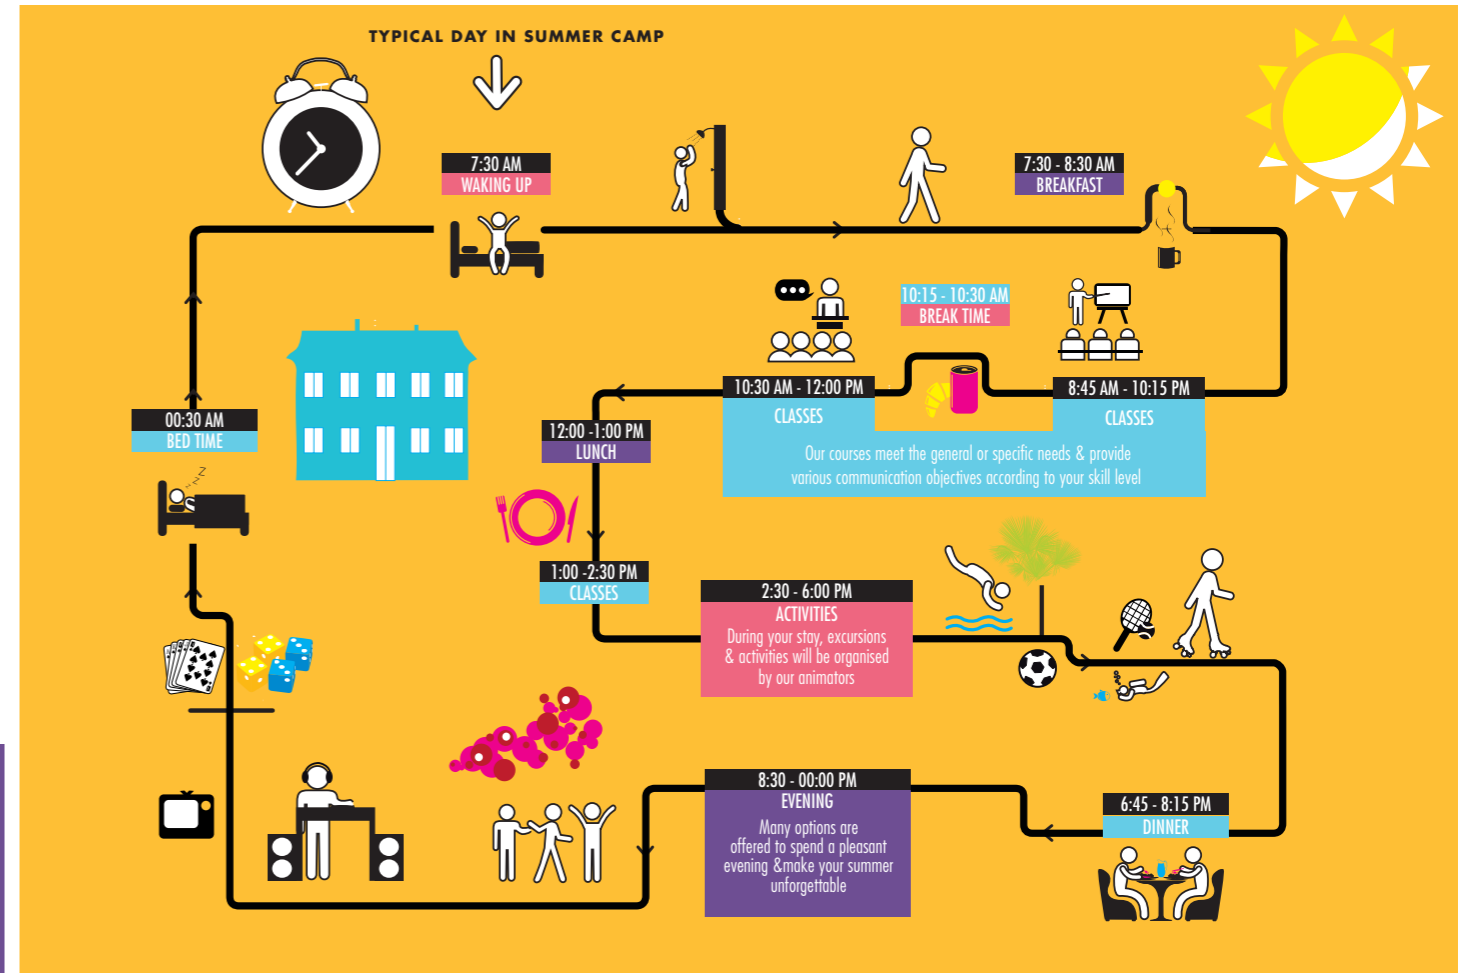 TYPICAL DAY IN SUMMER CAMP
7:30 AM
WAKING UP
7:30 - 8:30 AM
BREAKFAST
8:45 AM - 10:15 PM
CLASSES
10:15 - 10:30 AM
BREAK TIME
10:30 AM - 12:00 PM
CLASSES
Our courses meet the general or specific needs & provide
various communication objectives according to your skill level
12:00 -1:00 PM
LUNCH
1:00 -2:30 PM
CLASSES
2:30 - 6:00 PM
ACTIVITIES
During your stay, excursions
& activities will be organised
by our animators
6:45 - 8:15 PM
DINNER
8:30 - 00:00 PM
EVENING
Many options are
offered to spend a pleasant
evening &make your summer
unforgettable
00:30 AM
BED TIME
z z z Z